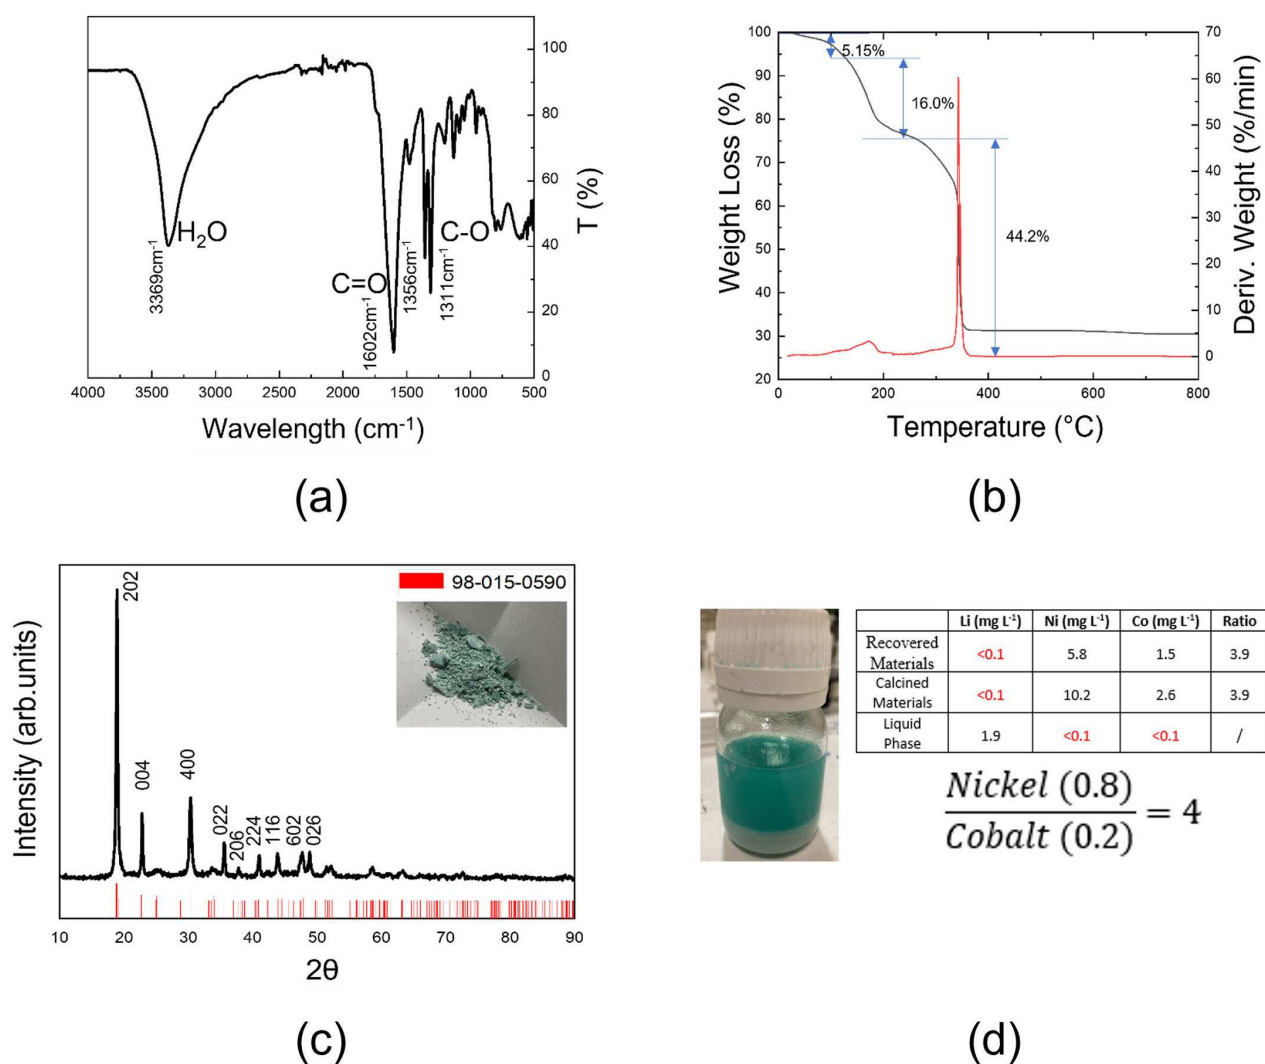 100
80
60
40
20
0
T (%)
H₂O
3369cm⁻¹
C=O
1602cm⁻¹
1356cm⁻¹
C-O
1311cm⁻¹
4000 3500 3000 2500 2000 1500 1000 500
Wavelength (cm⁻¹)
(a)
100
90
80
70
60
50
40
30
20
Weight Loss (%)
5.15%
16.0%
44.2%
70
60
50
40
30
20
10
0
Deriv. Weight (%/min)
0 200 400 600 800
Temperature (°C)
(b)
Intensity (arb.units)
98-015-0590
202
004
400
022
206
224
116
602
026
10 20 30 40 50 60 70 80 90
2θ
(c)
Li (mg L⁻¹) Ni (mg L⁻¹) Co (mg L⁻¹) Ratio
Recovered
Materials <0.1 5.8 1.5 3.9
Calcined
Materials <0.1 10.2 2.6 3.9
Liquid
Phase 1.9 <0.1 <0.1 /
Nickel (0.8)
Cobalt (0.2) = 4
(d)